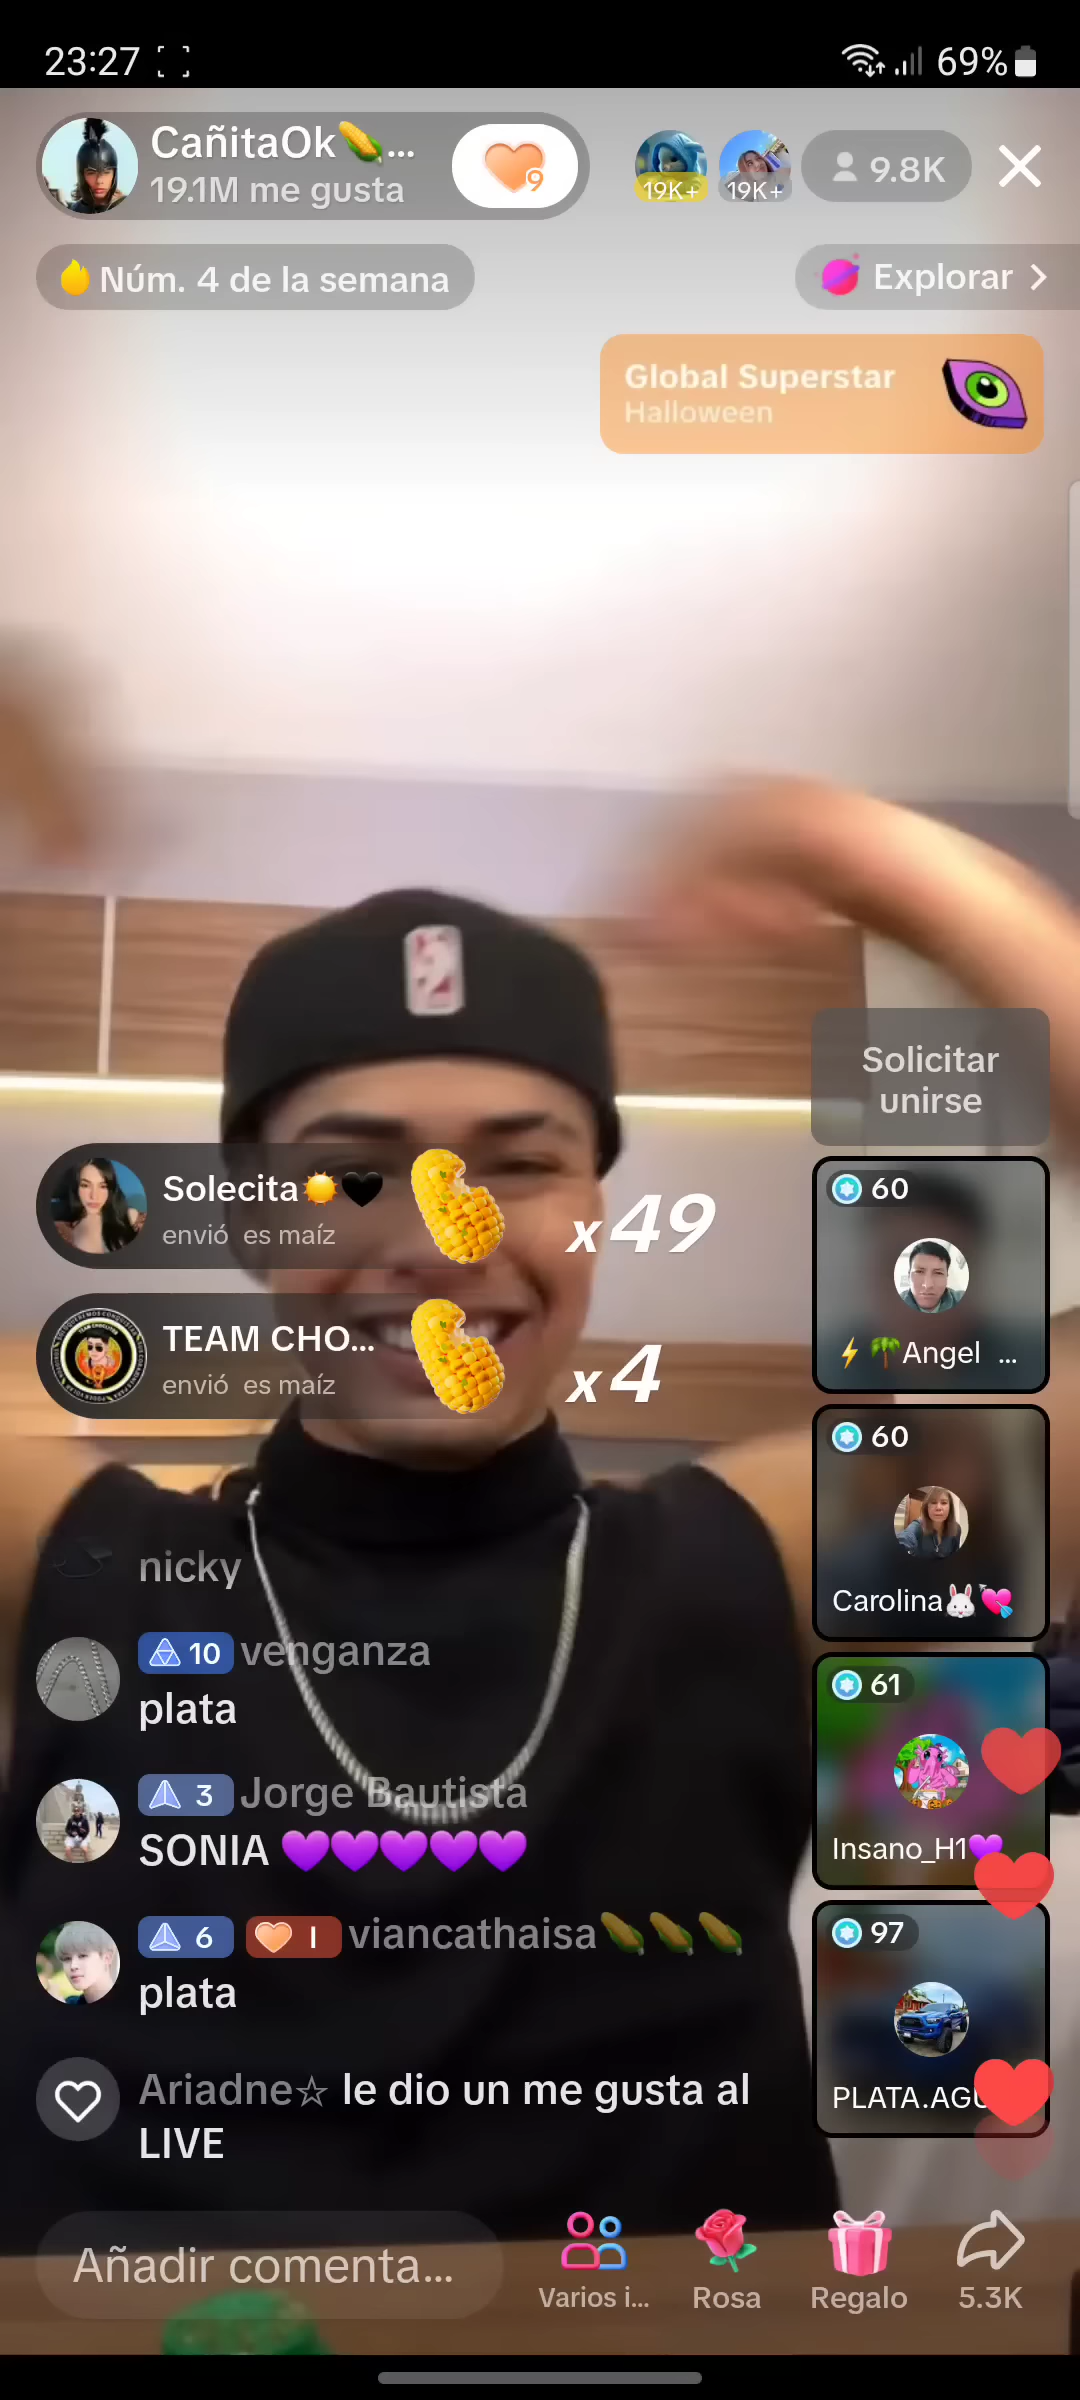 23:27
69%
CañitaOk🌽...
19.1M me gusta
9
19K+
19K+
9.8K
Núm. 4 de la semana
Explorar
Global Superstar
Halloween
Solicitar
unirse
Solecita☀️🖤
envió es maíz
x49
60
⚡🌴Angel ...
TEAM CHO...
envió es maíz
x4
60
Carolina🐰💘
nicky
10 venganza
plata
61
Insano_H1💜
3 Jorge Bautista
SONIA 💜💜💜💜💜
6 I viancathaisa🌽🌽🌽
plata
97
PLATA.AGU
Ariadne☆ le dio un me gusta al
LIVE
Añadir comenta...
Varios i...
Rosa
Regalo
5.3K